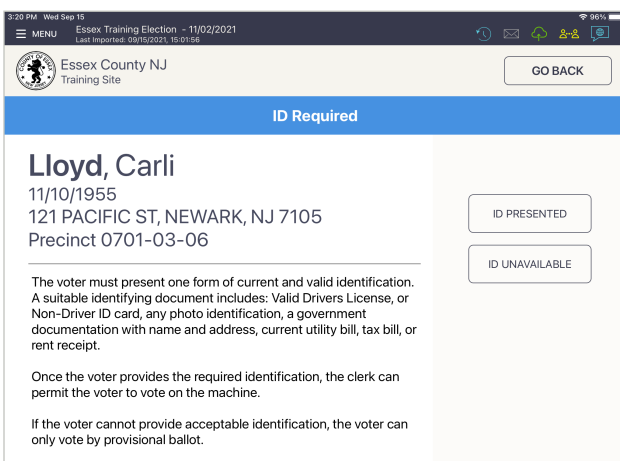 3:20 PM Wed Sep 15
96%
MENU
Essex Training Election - 11/02/2021
Last Imported: 09/15/2021, 15:01:56
COUNTY OF ESSEX
NEW JERSEY
Essex County NJ
Training Site
GO BACK
ID Required
Lloyd, Carli
11/10/1955
121 PACIFIC ST, NEWARK, NJ 7105
Precinct 0701-03-06
ID PRESENTED
ID UNAVAILABLE
The voter must present one form of current and valid identification.
A suitable identifying document includes: Valid Drivers License, or
Non-Driver ID card, any photo identification, a government
documentation with name and address, current utility bill, tax bill, or
rent receipt.
Once the voter provides the required identification, the clerk can
permit the voter to vote on the machine.
If the voter cannot provide acceptable identification, the voter can
only vote by provisional ballot.